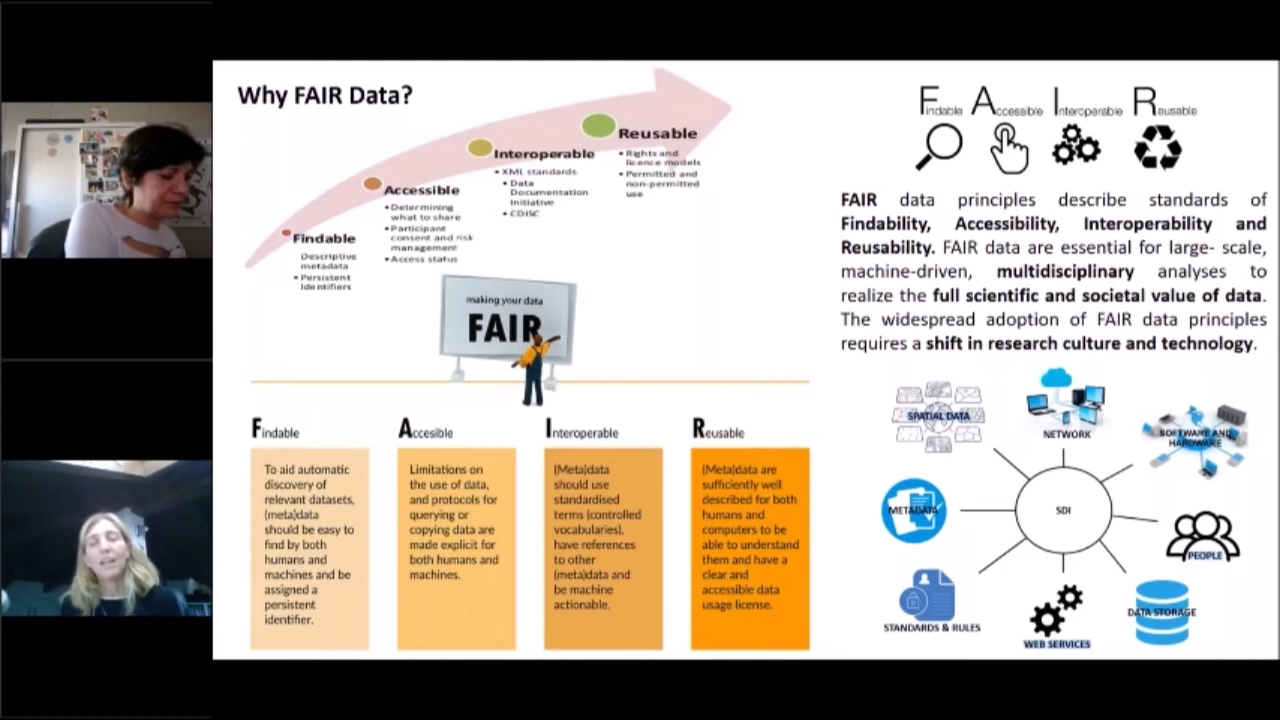 Why FAIR Data?
Findable
Descriptive
metadata
• Persistent
Identifiers
Accessible
• Determining
what to share
• Participant
consent and risk
management
• Access status
Interoperable
• XML standards
• Data
Documentation
Initiative
• CDISC
Reusable
• Rights and
licence models
• Permitted and
non-permitted
use
making your data
FAIR
Findable
To aid automatic
discovery of
relevant datasets,
(meta)data
should be easy to
find by both
humans and
machines and be
assigned a
persistent
identifier.
Accesible
Limitations on
the use of data,
and protocols for
querying or
copying data are
made explicit for
both humans and
machines.
Interoperable
(Meta)data
should use
standardised
terms (controlled
vocabularies),
have references
to other
(meta)data and
be machine
actionable.
Reusable
(Meta)data are
sufficiently well
described for both
humans and
computers to be
able to understand
them and have a
clear and
accessible data
usage license.
Findable Accessible Interoperable Reusable
FAIR data principles describe standards of
Findability, Accessibility, Interoperability and
Reusability. FAIR data are essential for large- scale,
machine-driven, multidisciplinary analyses to
realize the full scientific and societal value of data.
The widespread adoption of FAIR data principles
requires a shift in research culture and technology.
SPATIAL DATA
NETWORK
SOFTWARE AND
HARDWARE
METADATA
SDI
PEOPLE
STANDARDS & RULES
WEB SERVICES
DATA STORAGE